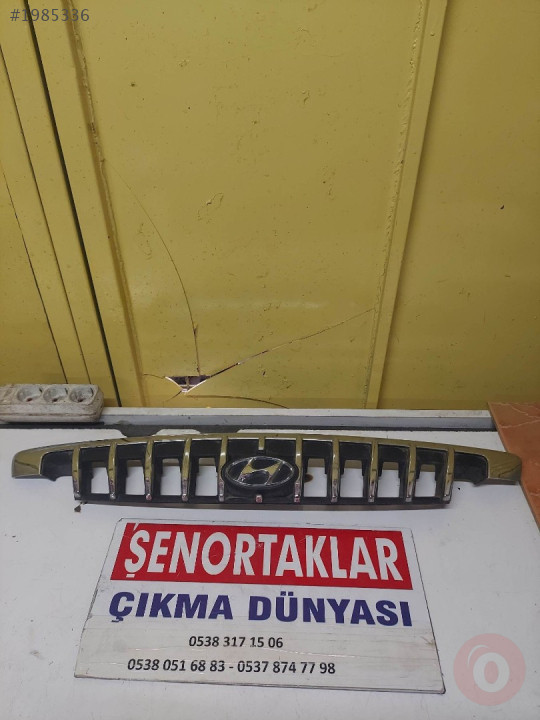 #1985336
ŞENORTAKLAR
ÇIKMA DÜNYASI
0538 317 15 06
0538 051 68 83 - 0537 874 77 98